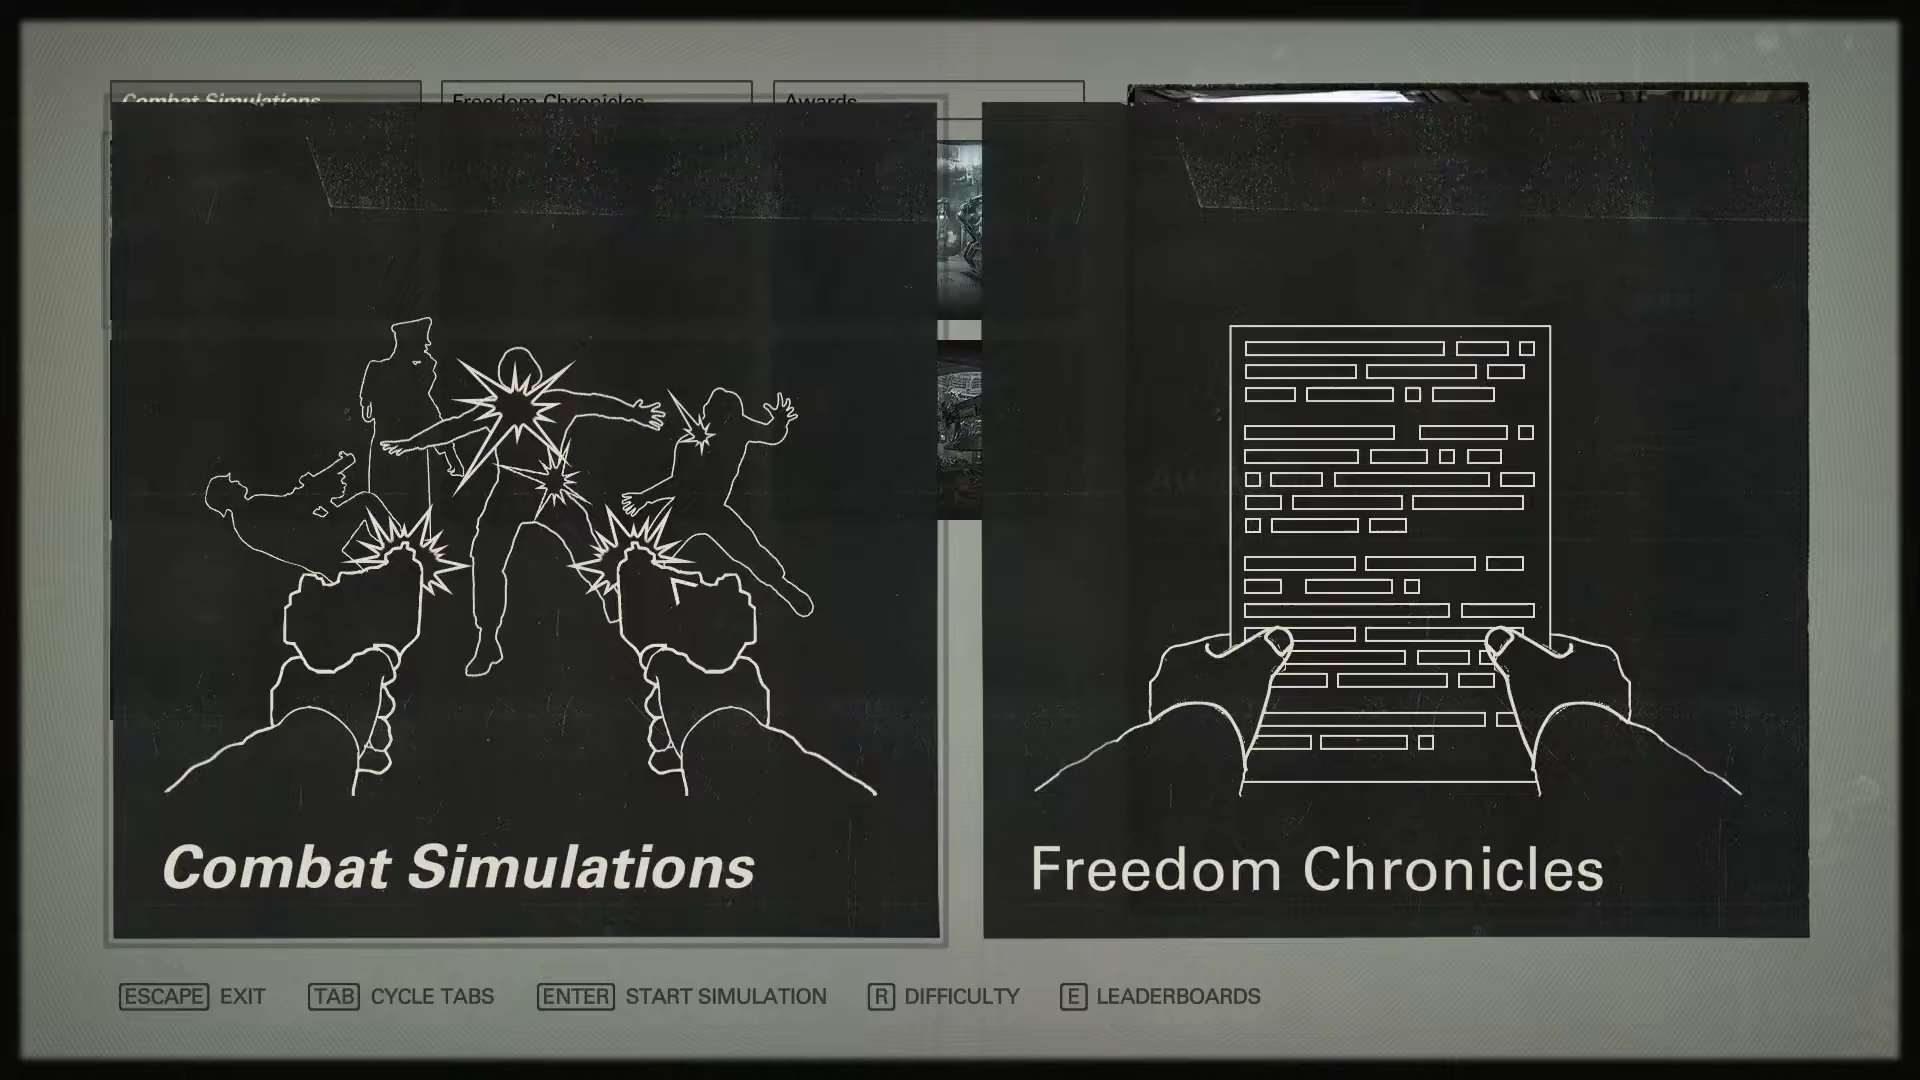 Combat Simulations
Freedom Chronicles
Awards
Combat Simulations
Freedom Chronicles
ESCAPE EXIT TAB CYCLE TABS ENTER START SIMULATION R DIFFICULTY E LEADERBOARDS